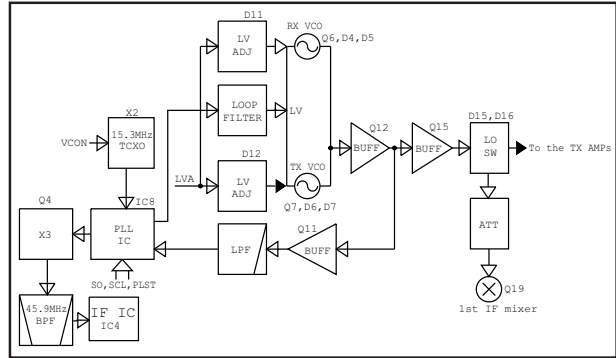 D11
LV
ADJ
RX VCO
Q6,D4,D5
X2
15.3MHz
TCXO
VCON
LOOP
FILTER
LV
Q12
BUFF
Q15
BUFF
D15,D16
LO
SW
To the TX AMPs
D12
LV
ADJ
LVA
TX VCO
Q7,D6,D7
Q4
X3
IC8
PLL
IC
LPF
Q11
BUFF
ATT
SO,SCL,PLST
45.9MHz
BPF
IF IC
IC4
Q19
1st IF mixer